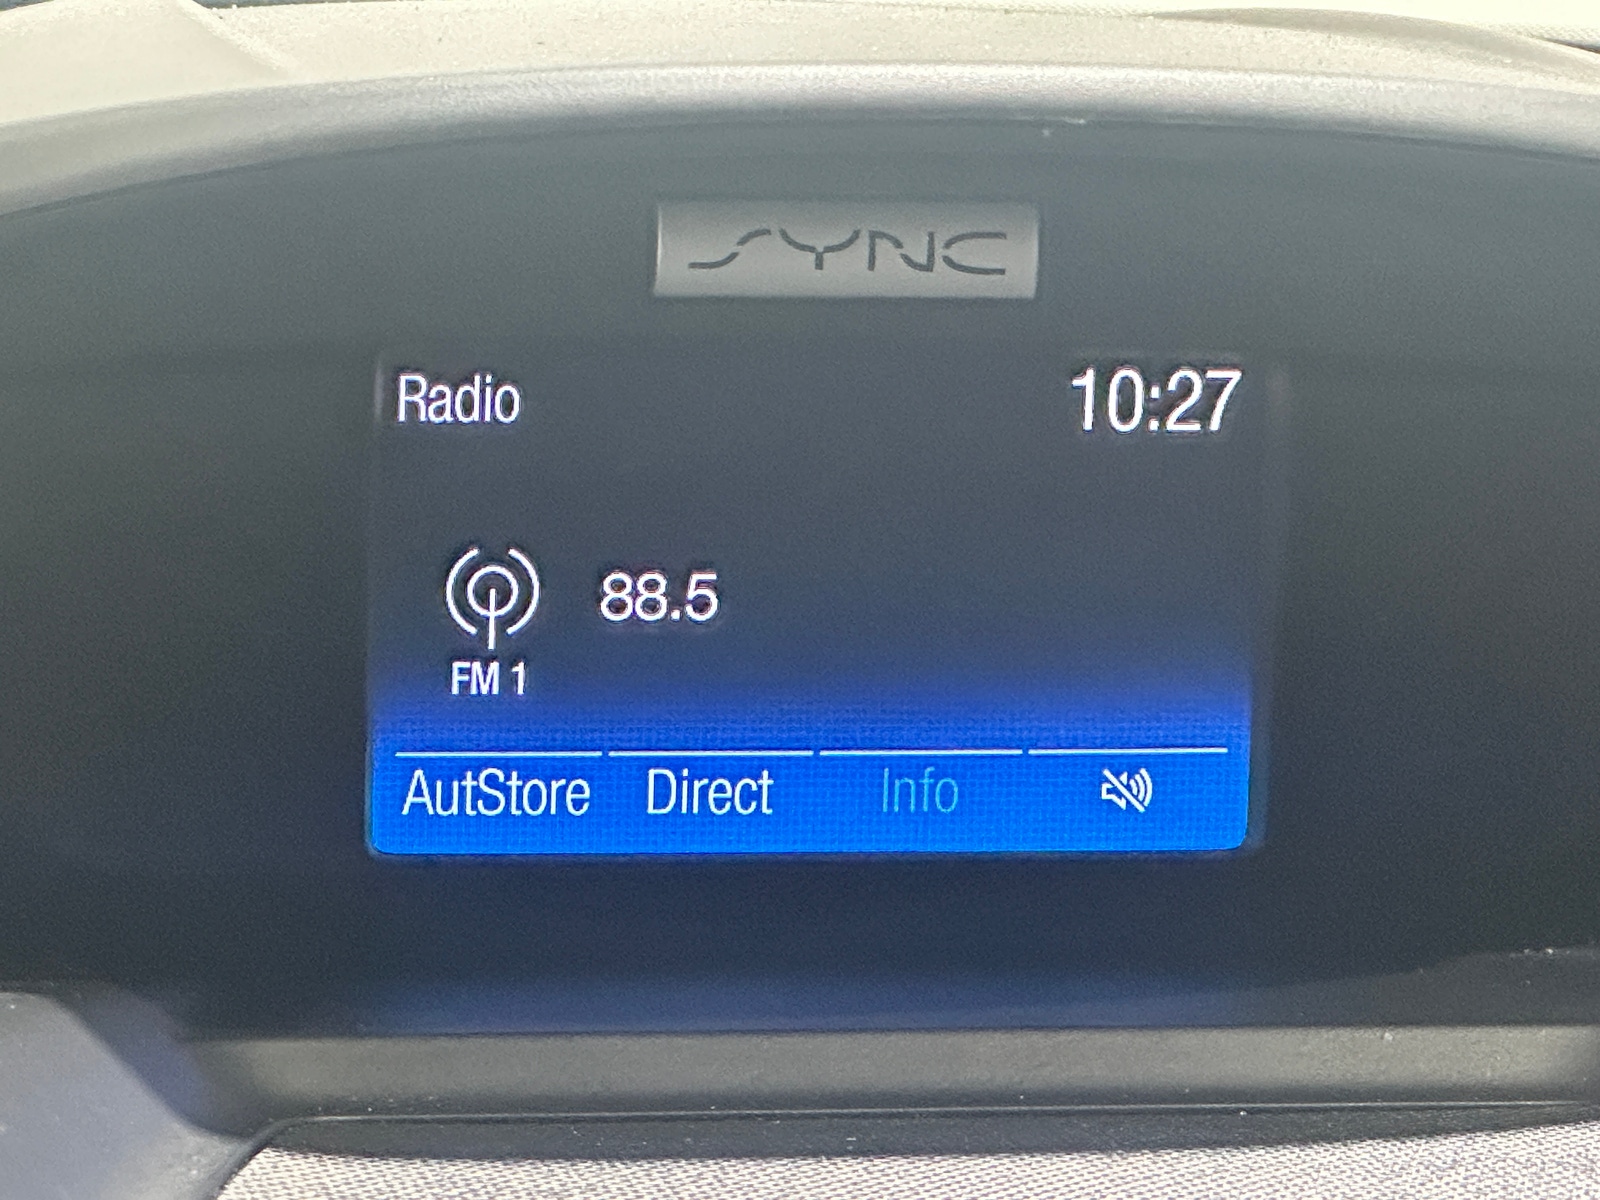 SYNC
Radio 10:27
88.5
FM 1
AutStore Direct Info